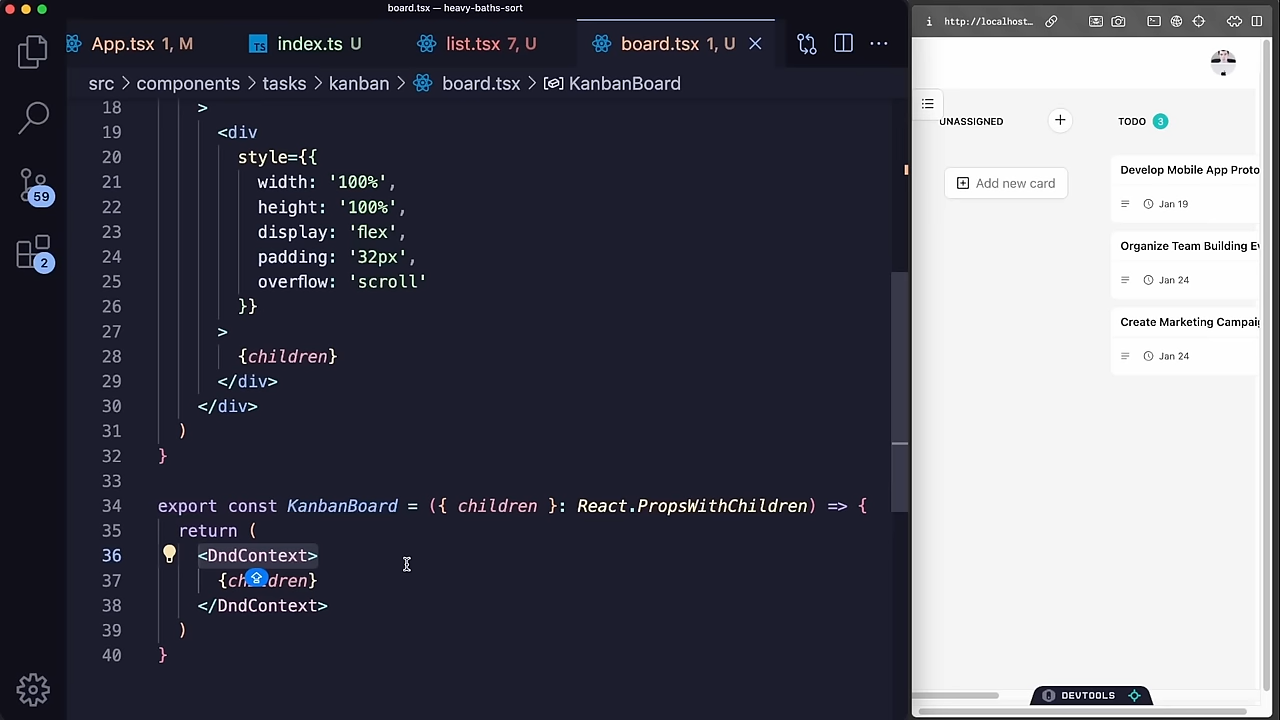 board.tsx — heavy-baths-sort
App.tsx 1, M
TS index.ts U
list.tsx 7, U
board.tsx 1, U
src > components > tasks > kanban > board.tsx > KanbanBoard
59
2
18 >
19 <div
20 style={{
21 width: '100%',
22 height: '100%',
23 display: 'flex',
24 padding: '32px',
25 overflow: 'scroll'
26 }}
27 >
28 {children}
29 </div>
30 </div>
31 )
32 }
33
34 export const KanbanBoard = ({ children }: React.PropsWithChildren) => {
35 return (
36 <DndContext>
37 {children}
38 </DndContext>
39 )
40 }
http://localhost…
UNASSIGNED
TODO 3
Add new card
Develop Mobile App Proto
Jan 19
Organize Team Building Ev
Jan 24
Create Marketing Campaig
Jan 24
DEVTOOLS